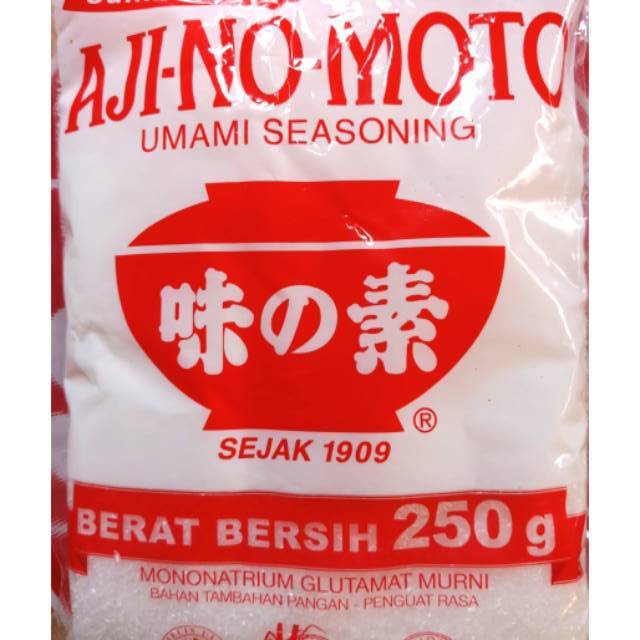 AJI-NO-MOTO
UMAMI SEASONING
味の素
®
SEJAK 1909
BERAT BERSIH 250 g
MONONATRIUM GLUTAMAT MURNI
BAHAN TAMBAHAN PANGAN - PENGUAT RASA